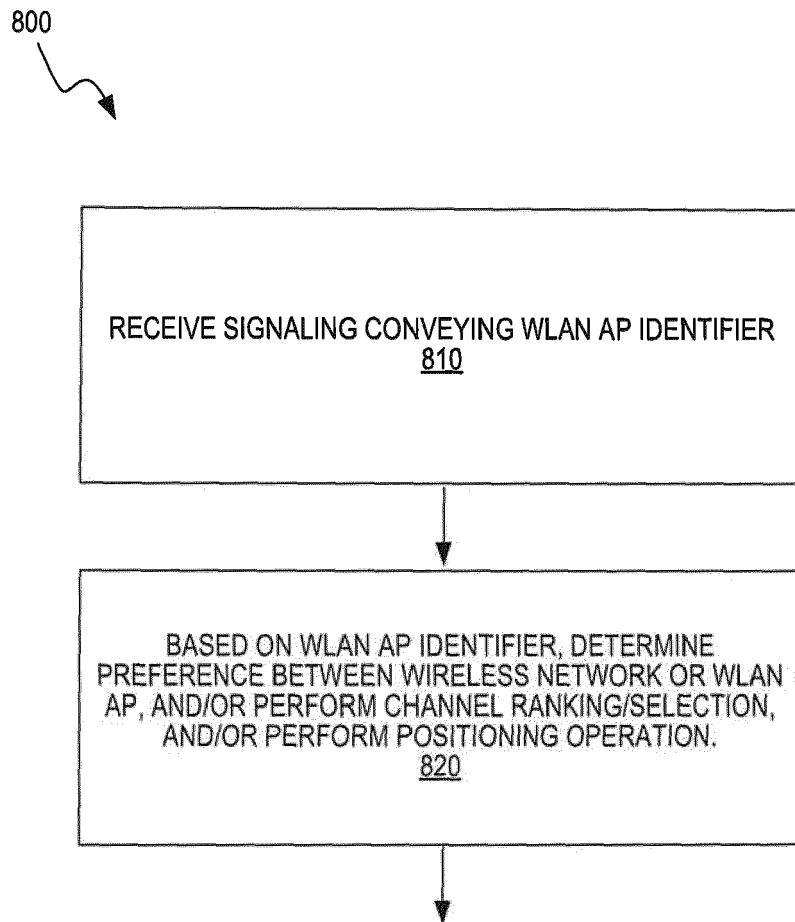 800
RECEIVE SIGNALING CONVEYING WLAN AP IDENTIFIER
810
BASED ON WLAN AP IDENTIFIER, DETERMINE
PREFERENCE BETWEEN WIRELESS NETWORK OR WLAN
AP, AND/OR PERFORM CHANNEL RANKING/SELECTION,
AND/OR PERFORM POSITIONING OPERATION.
820